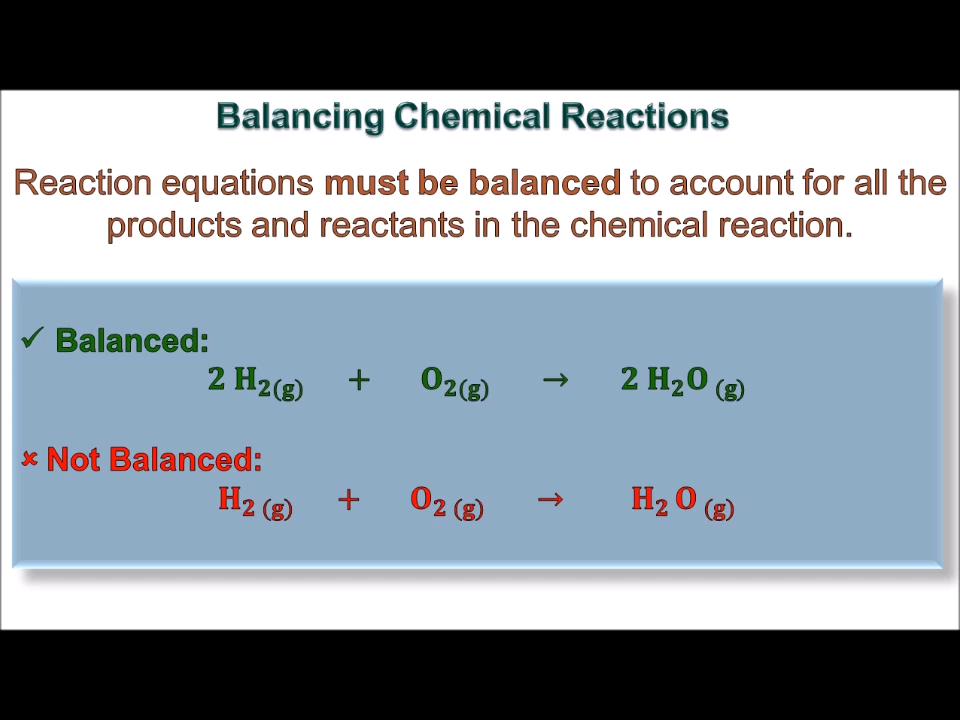 Balancing Chemical Reactions
Reaction equations must be balanced to account for all the
products and reactants in the chemical reaction.
✓ Balanced:
2 H₂(g) + O₂(g) → 2 H₂O (g)
× Not Balanced:
H₂ (g) + O₂ (g) → H₂ O (g)